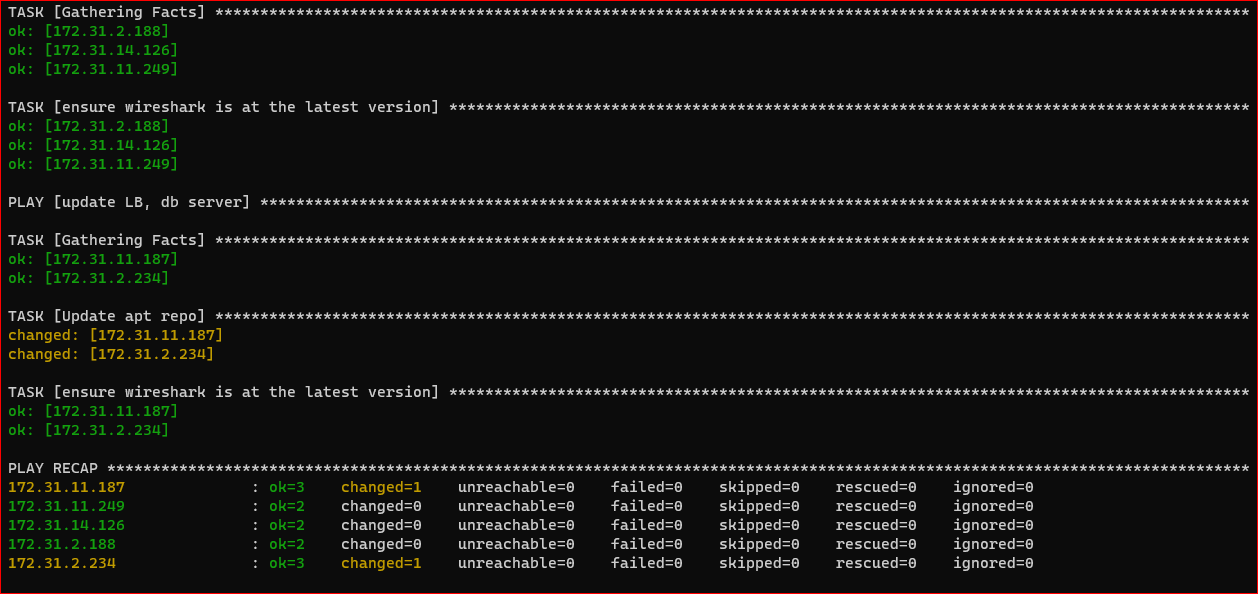 TASK [Gathering Facts] *******************************************************************************************************************
ok: [172.31.2.188]
ok: [172.31.14.126]
ok: [172.31.11.249]
TASK [ensure wireshark is at the latest version] *****************************************************************************************
ok: [172.31.2.188]
ok: [172.31.14.126]
ok: [172.31.11.249]
PLAY [update LB, db server] **************************************************************************************************************
TASK [Gathering Facts] *******************************************************************************************************************
ok: [172.31.11.187]
ok: [172.31.2.234]
TASK [Update apt repo] *******************************************************************************************************************
changed: [172.31.11.187]
changed: [172.31.2.234]
TASK [ensure wireshark is at the latest version] *****************************************************************************************
ok: [172.31.11.187]
ok: [172.31.2.234]
PLAY RECAP *******************************************************************************************************************************
172.31.11.187              : ok=3    changed=1    unreachable=0    failed=0    skipped=0    rescued=0    ignored=0
172.31.11.249              : ok=2    changed=0    unreachable=0    failed=0    skipped=0    rescued=0    ignored=0
172.31.14.126              : ok=2    changed=0    unreachable=0    failed=0    skipped=0    rescued=0    ignored=0
172.31.2.188               : ok=2    changed=0    unreachable=0    failed=0    skipped=0    rescued=0    ignored=0
172.31.2.234               : ok=3    changed=1    unreachable=0    failed=0    skipped=0    rescued=0    ignored=0